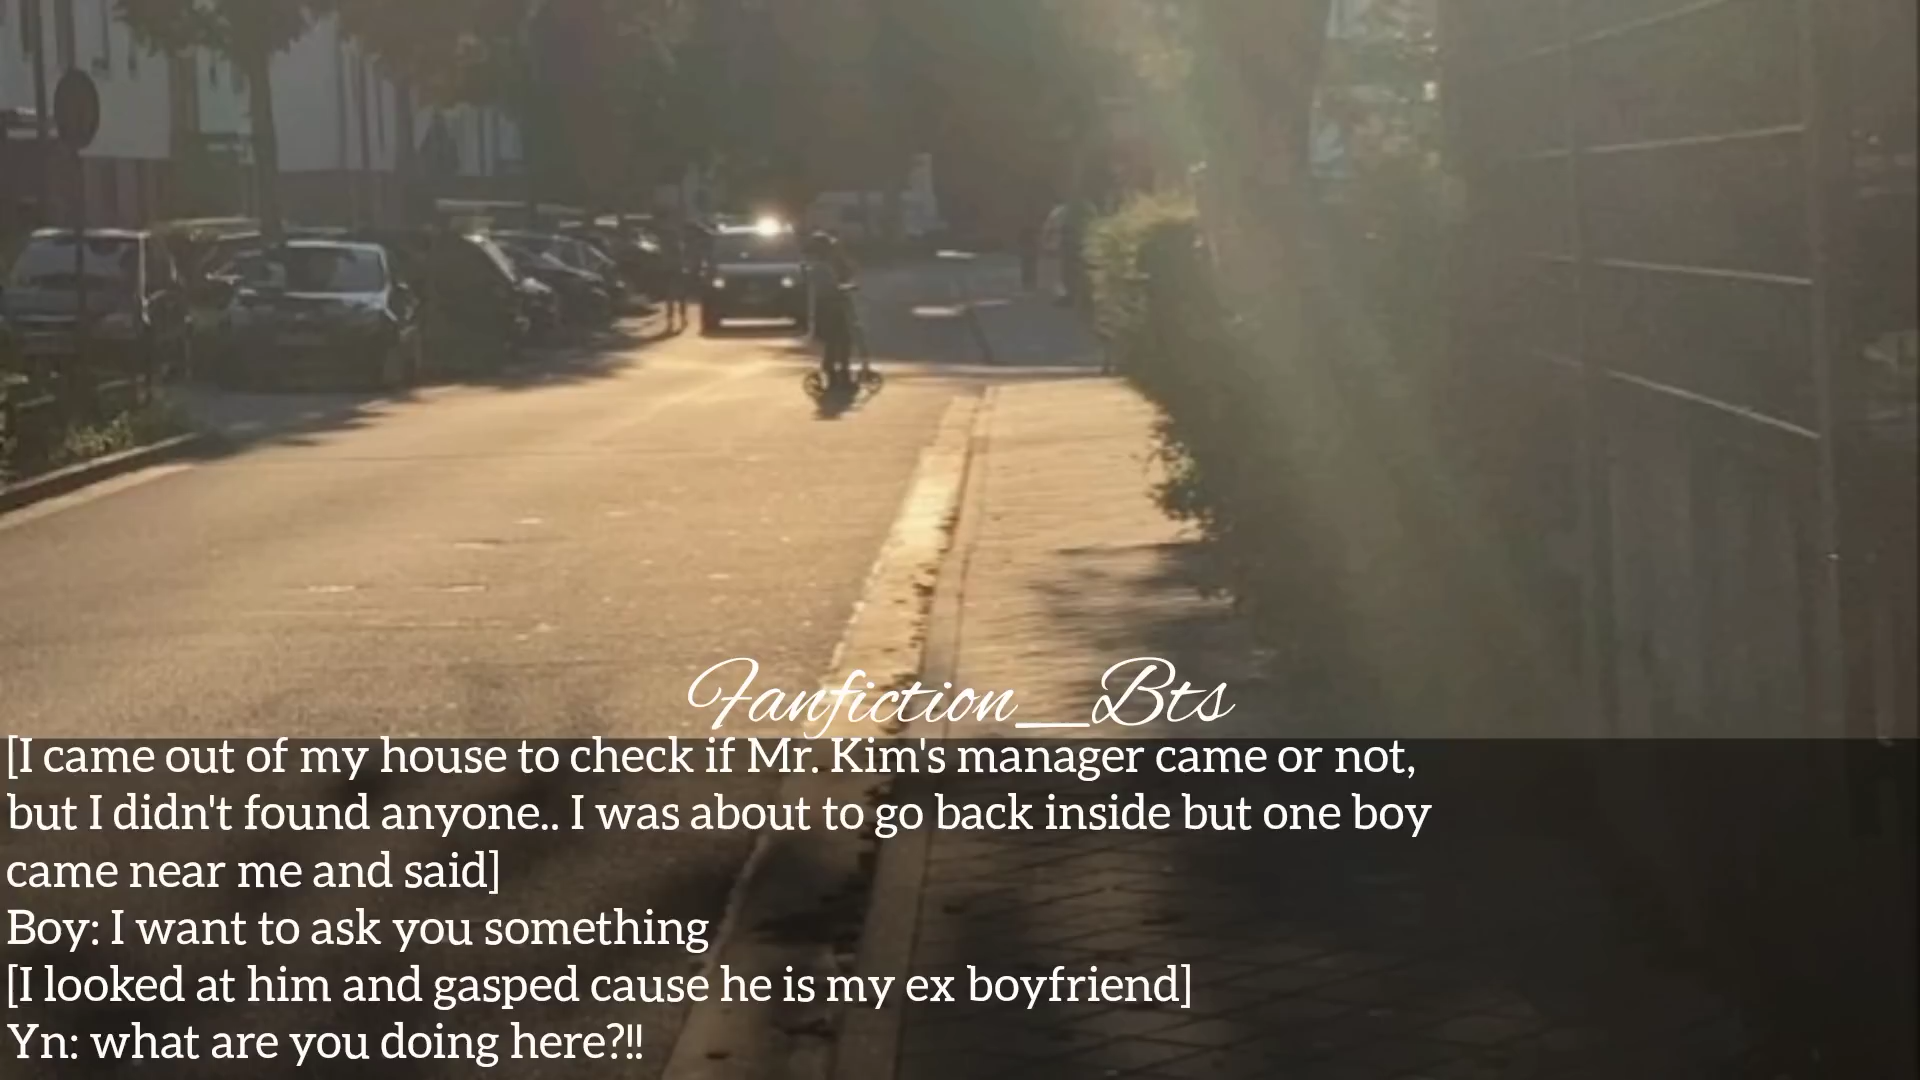 Fanfiction__Bts
[I came out of my house to check if Mr. Kim's manager came or not,
but I didn't found anyone.. I was about to go back inside but one boy
came near me and said]
Boy: I want to ask you something
[I looked at him and gasped cause he is my ex boyfriend]
Yn: what are you doing here?!!